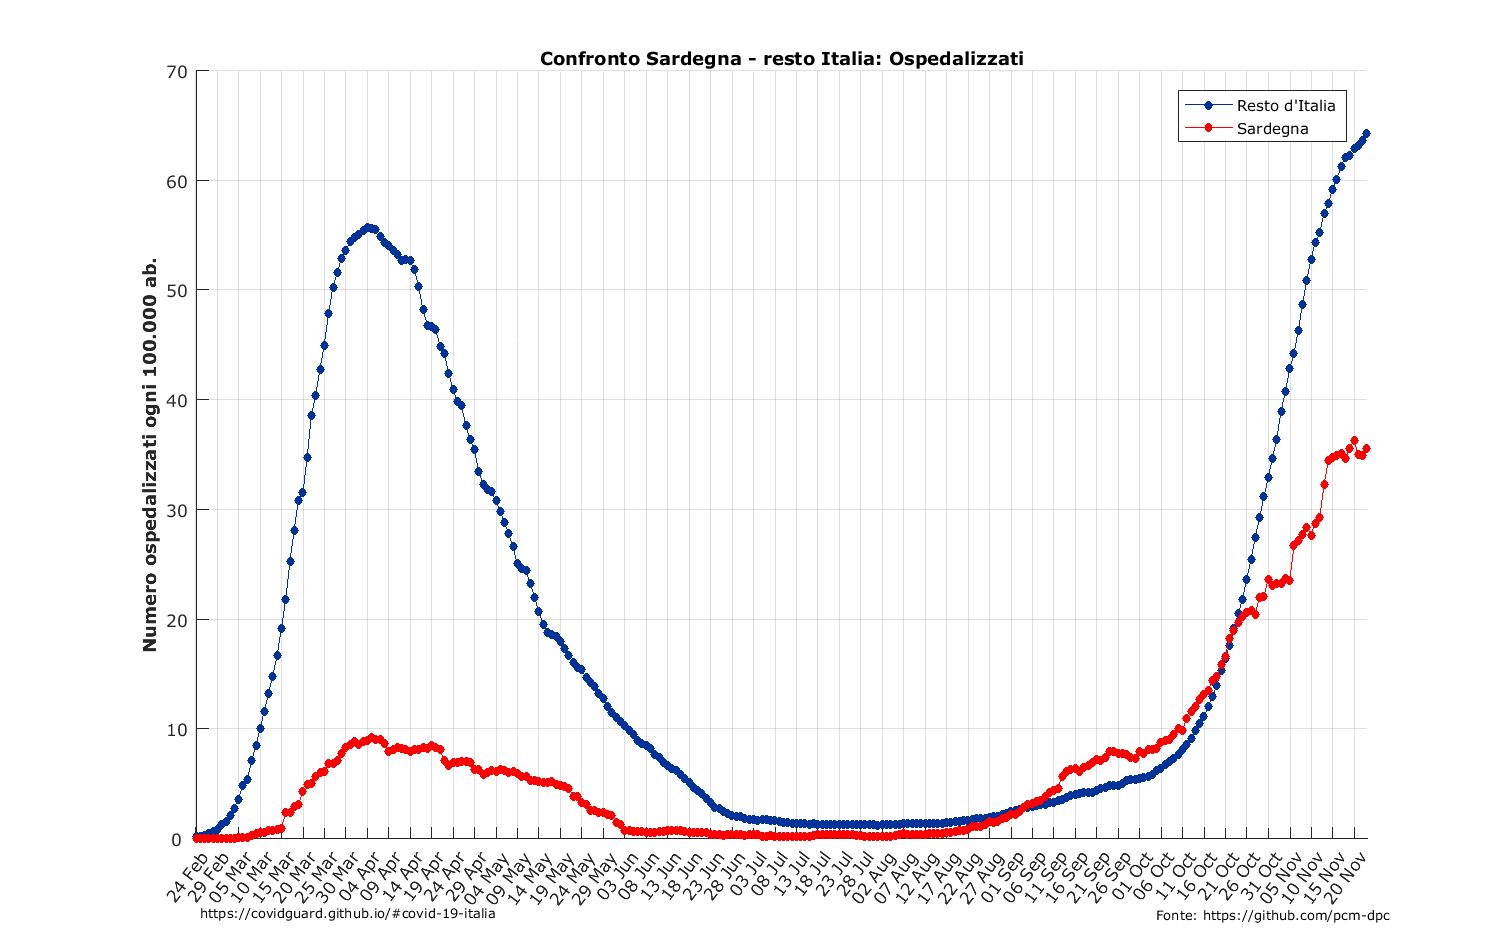 Confronto Sardegna - resto Italia: Ospedalizzati
Resto d'Italia
Sardegna
Numero ospedalizzati ogni 100.000 ab.
70
60
50
40
30
20
10
0
24 Feb
29 Feb
05 Mar
10 Mar
15 Mar
20 Mar
25 Mar
30 Mar
04 Apr
09 Apr
14 Apr
19 Apr
24 Apr
29 Apr
04 May
09 May
14 May
19 May
24 May
29 May
03 Jun
08 Jun
13 Jun
18 Jun
23 Jun
28 Jun
03 Jul
08 Jul
13 Jul
18 Jul
23 Jul
28 Jul
02 Aug
07 Aug
12 Aug
17 Aug
22 Aug
27 Aug
01 Sep
06 Sep
11 Sep
16 Sep
21 Sep
26 Sep
01 Oct
06 Oct
11 Oct
16 Oct
21 Oct
26 Oct
31 Oct
05 Nov
10 Nov
15 Nov
20 Nov
https://covidguard.github.io/#covid-19-italia
Fonte: https://github.com/pcm-dpc